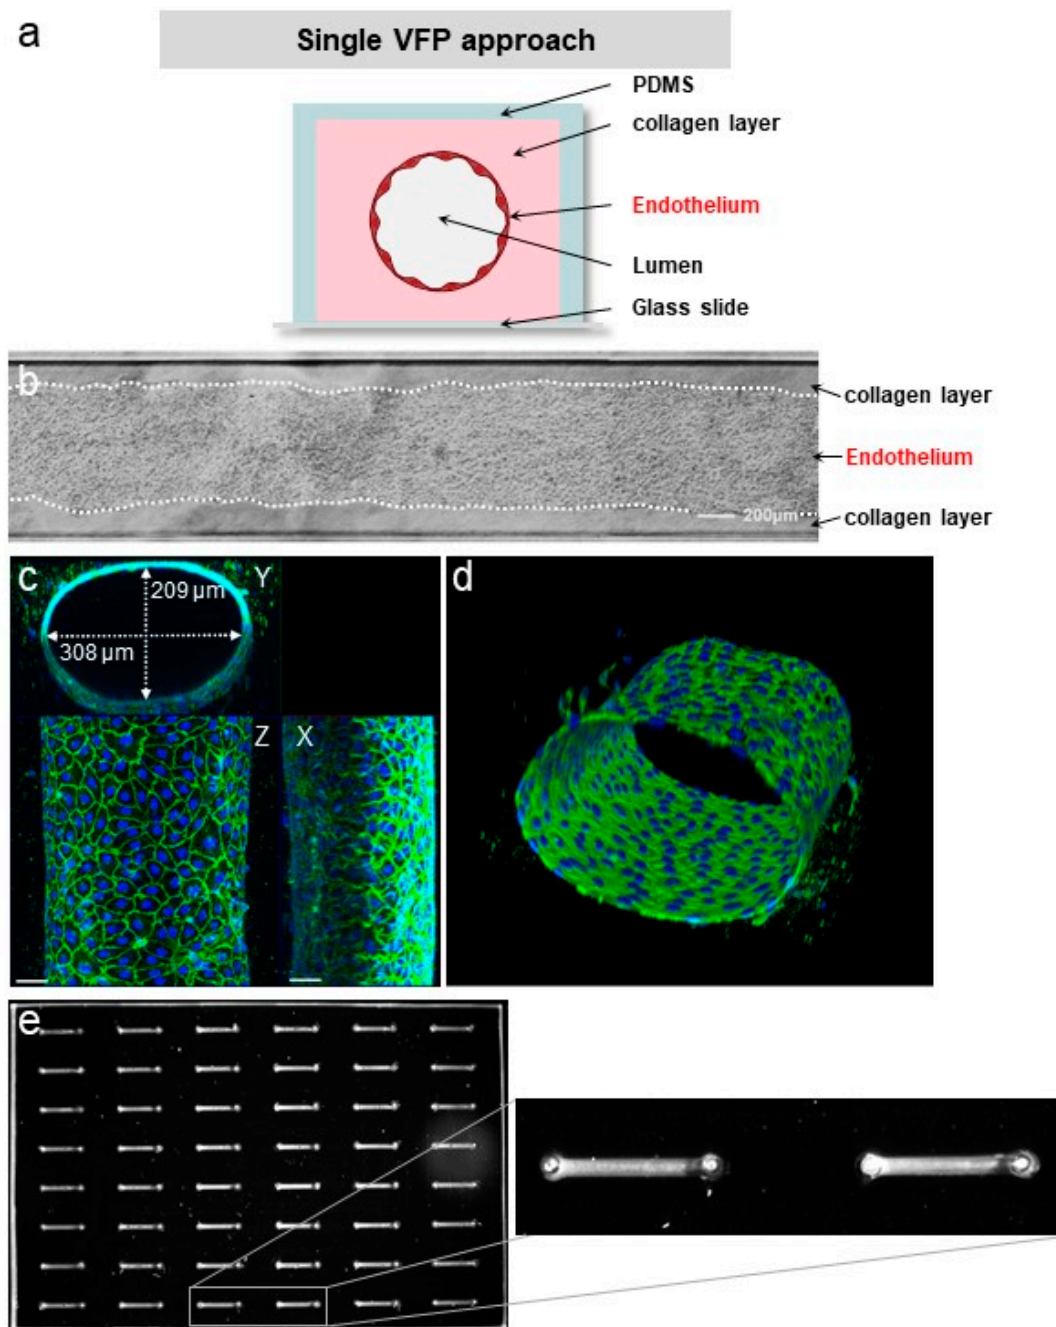 a
Single VFP approach
PDMS
collagen layer
Endothelium
Lumen
Glass slide
b
collagen layer
Endothelium
200µm
collagen layer
c
Y
209 µm
308 µm
Z
X
d
e